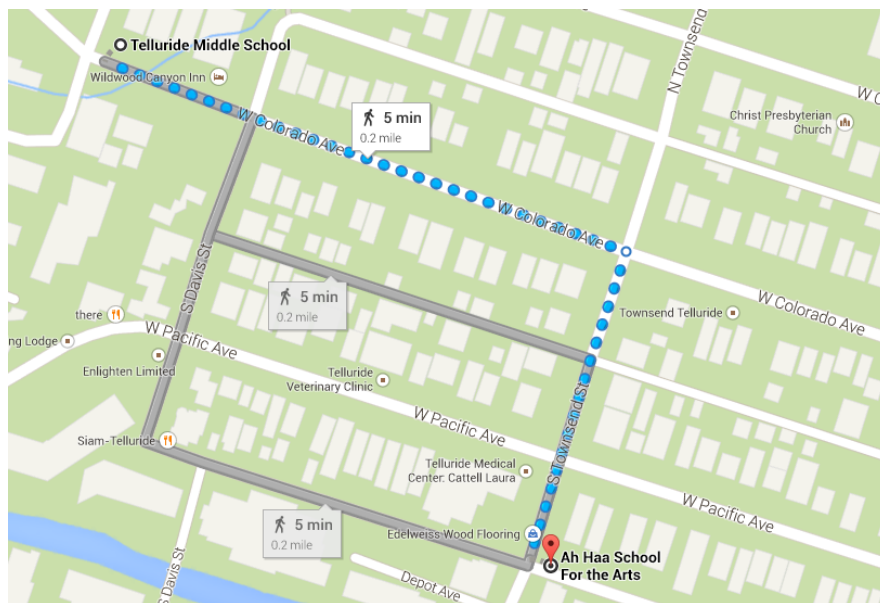 Telluride Middle School
Wildwood Canyon Inn
N Townsend
W C
5 min
0.2 mile
W Colorado Ave
Christ Presbyterian
Church
W Colorado Ave
S Davis St
5 min
0.2 mile
there
W Pacific Ave
Townsend Telluride
W Colorado Ave
ng Lodge
Enlighten Limited
Telluride
Veterinary Clinic
S Townsend St
W Pacific Ave
Siam-Telluride
Telluride Medical
Center: Cattell Laura
W Pacific Ave
5 min
0.2 mile
Edelweiss Wood Flooring
Ah Haa School
For the Arts
Depot Ave
s Davis St